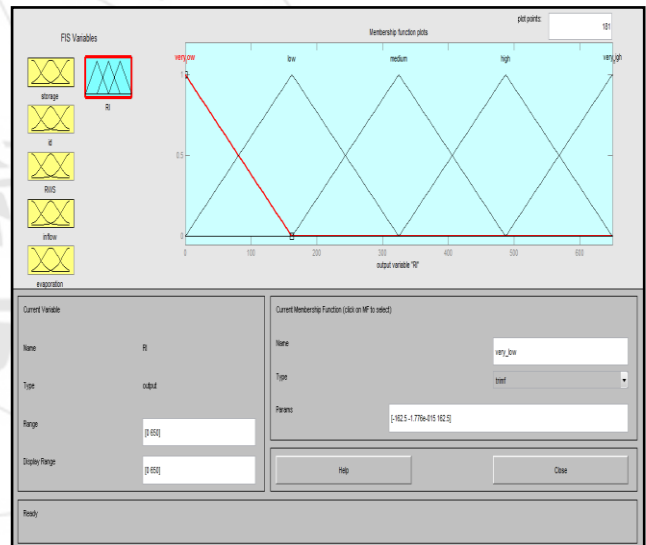 FIS Variables
Membership function plots
plot points:
181
storage
RI
id
RWS
inflow
evaporation
very_low
low
medium
high
1
0.5
0
0
100
200
300
400
500
600
output variable "RI"
Current Variable
Name
RI
Type
output
Range
[0 650]
Display Range
[0 650]
Current Membership Function (click on MF to select)
Name
very_low
Type
trimf
Params
[-162.5 -1.776e-015 162.5]
Help
Close
Ready